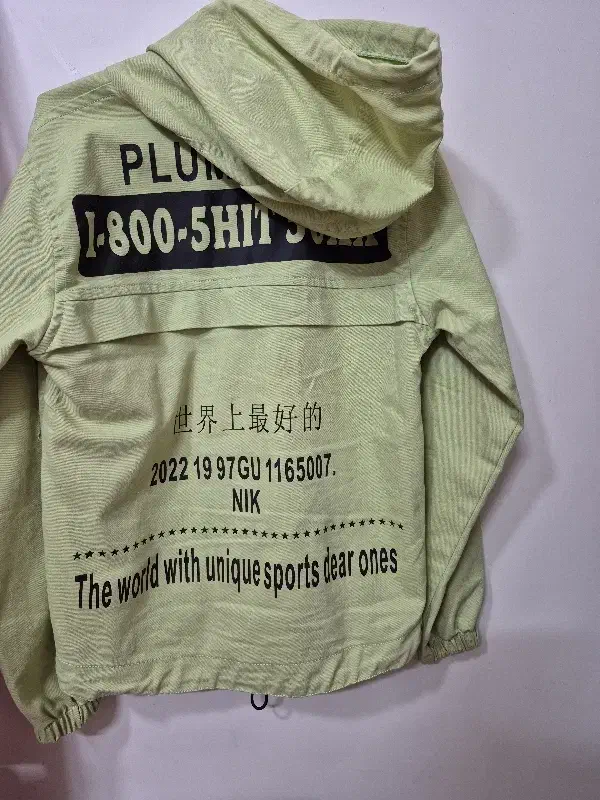 PLUM
I-800-5HIT
世界上最好的
2022 19 97GU 1165007.
NIK
The world with unique sports dear ones